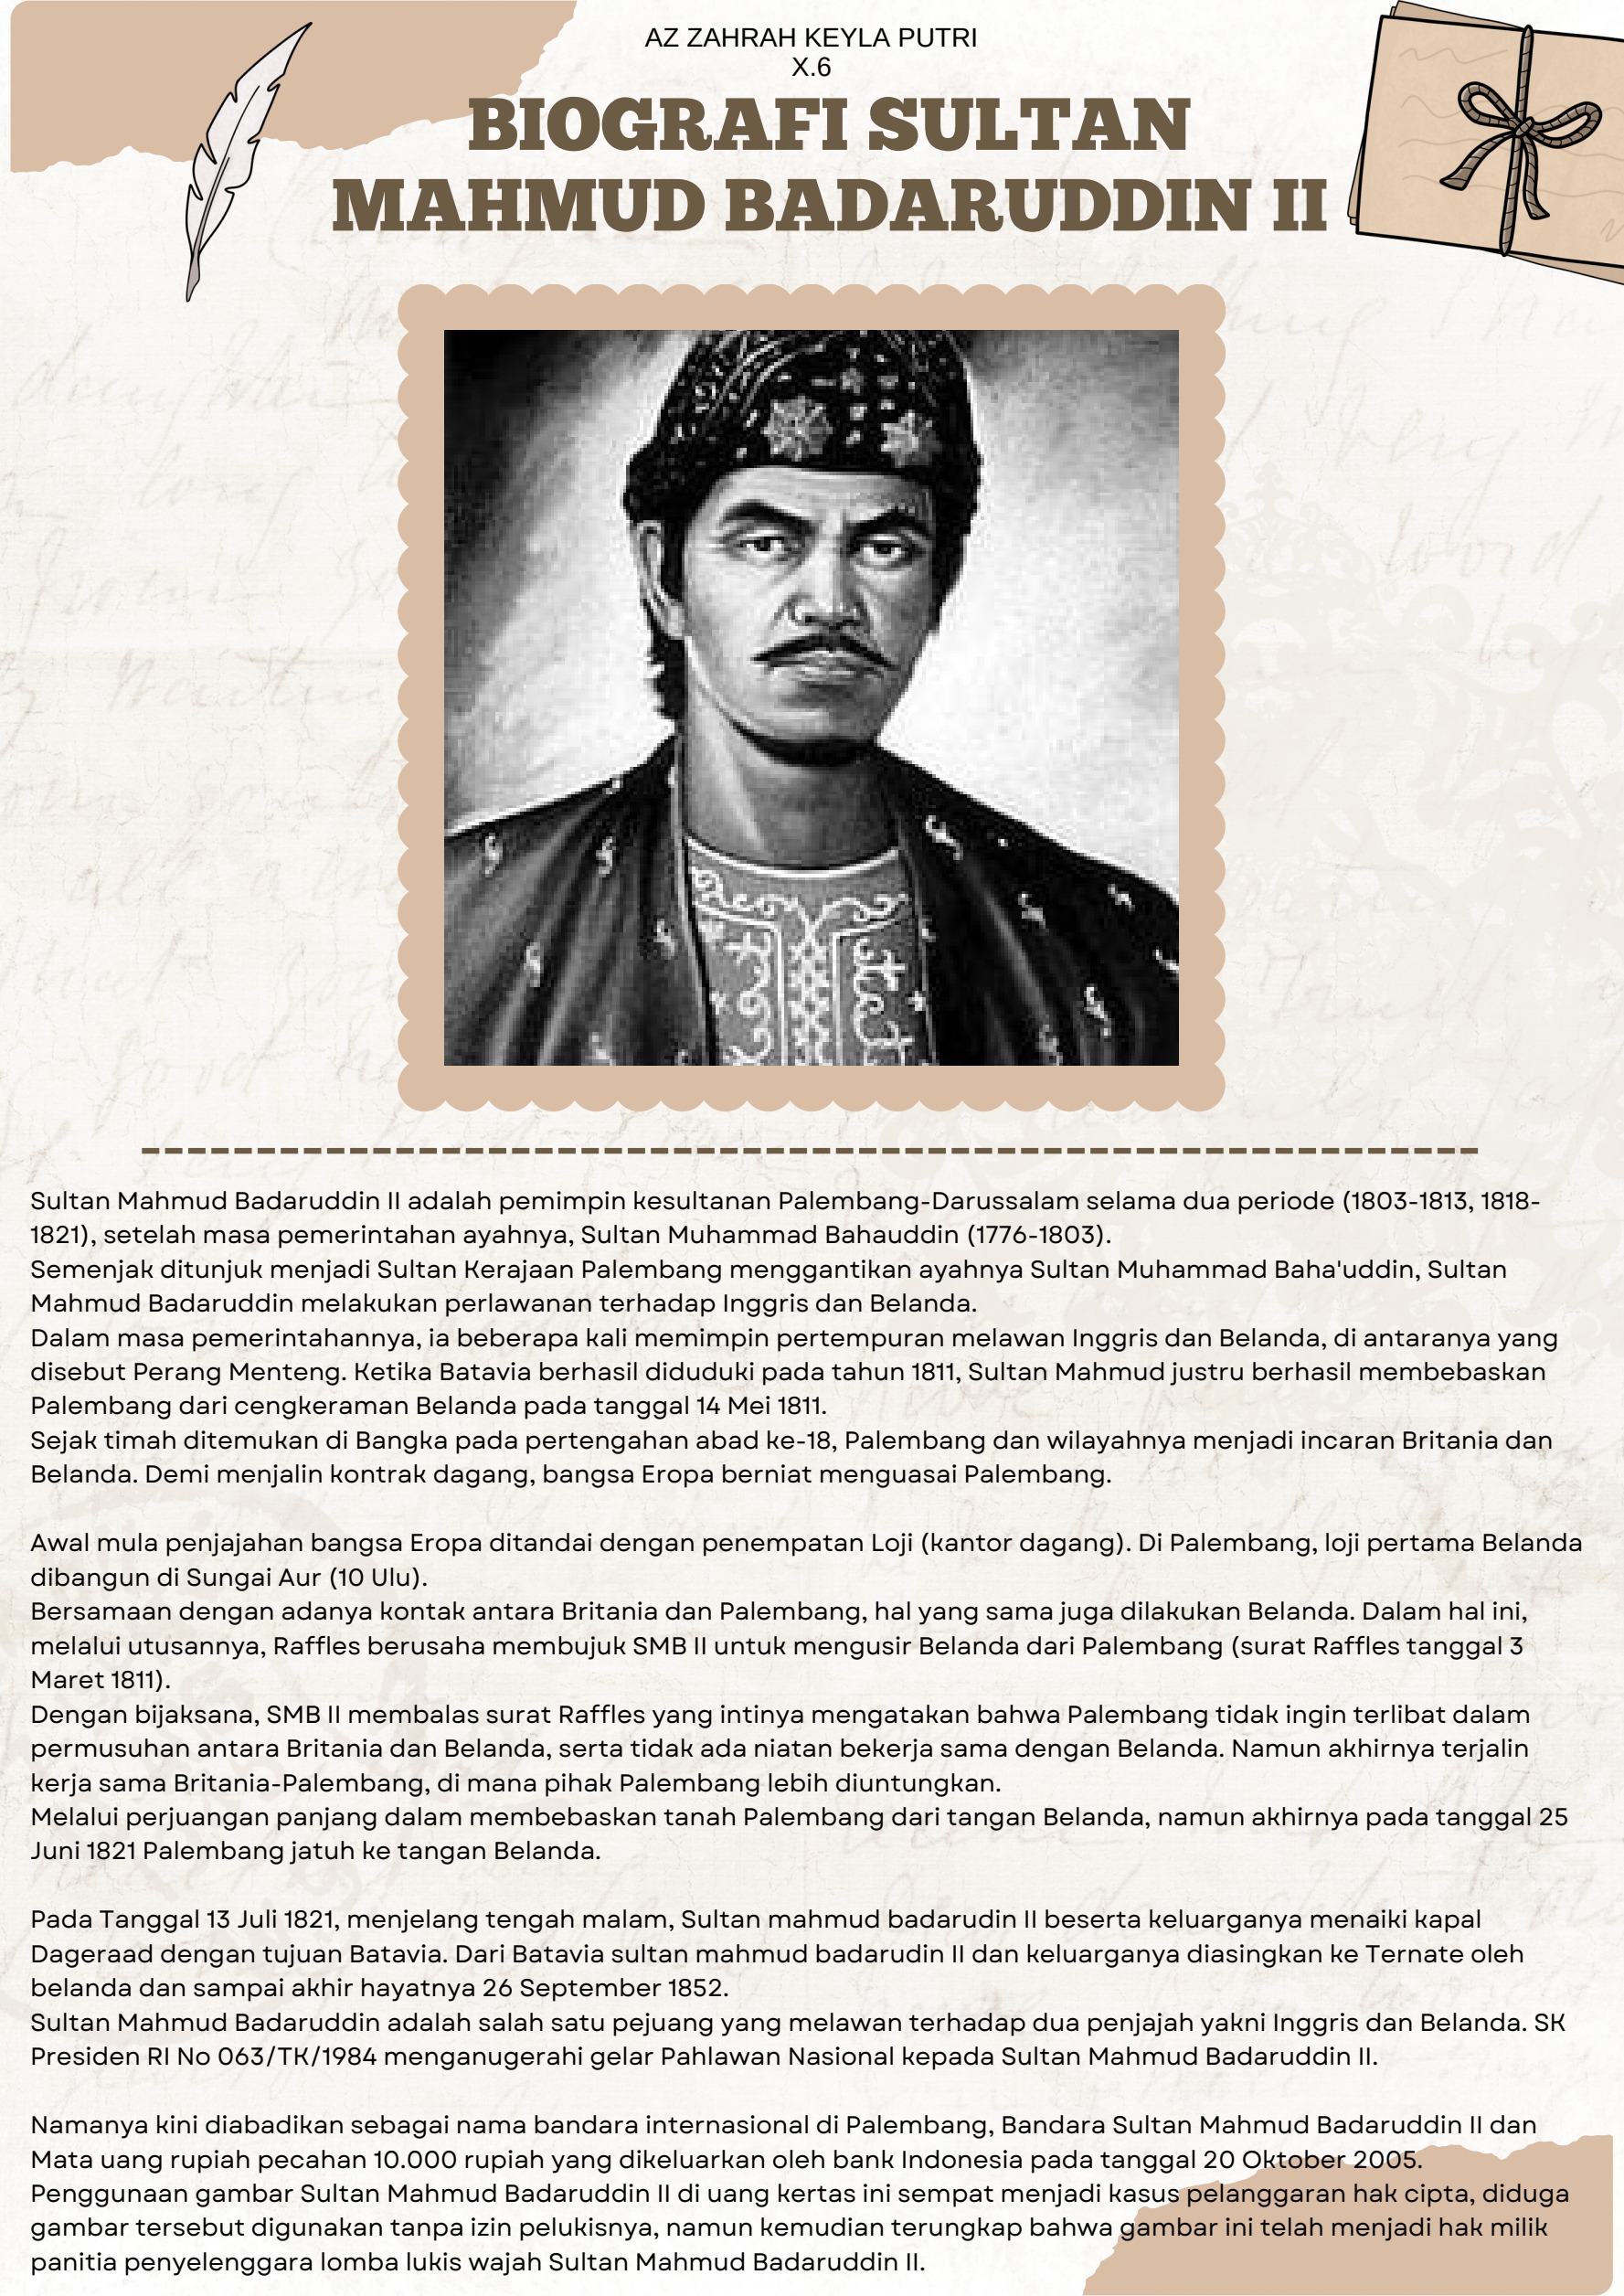 AZ ZAHRAH KEYLA PUTRI
X.6
BIOGRAFI SULTAN
MAHMUD BADARUDDIN II
Sultan Mahmud Badaruddin II adalah pemimpin kesultanan Palembang-Darussalam selama dua periode (1803-1813, 1818-
1821), setelah masa pemerintahan ayahnya, Sultan Muhammad Bahauddin (1776-1803).
Semenjak ditunjuk menjadi Sultan Kerajaan Palembang menggantikan ayahnya Sultan Muhammad Baha'uddin, Sultan
Mahmud Badaruddin melakukan perlawanan terhadap Inggris dan Belanda.
Dalam masa pemerintahannya, ia beberapa kali memimpin pertempuran melawan Inggris dan Belanda, di antaranya yang
disebut Perang Menteng. Ketika Batavia berhasil diduduki pada tahun 1811, Sultan Mahmud justru berhasil membebaskan
Palembang dari cengkeraman Belanda pada tanggal 14 Mei 1811.
Sejak timah ditemukan di Bangka pada pertengahan abad ke-18, Palembang dan wilayahnya menjadi incaran Britania dan
Belanda. Demi menjalin kontrak dagang, bangsa Eropa berniat menguasai Palembang.
Awal mula penjajahan bangsa Eropa ditandai dengan penempatan Loji (kantor dagang). Di Palembang, loji pertama Belanda
dibangun di Sungai Aur (10 Ulu).
Bersamaan dengan adanya kontak antara Britania dan Palembang, hal yang sama juga dilakukan Belanda. Dalam hal ini,
melalui utusannya, Raffles berusaha membujuk SMB II untuk mengusir Belanda dari Palembang (surat Raffles tanggal 3
Maret 1811).
Dengan bijaksana, SMB II membalas surat Raffles yang intinya mengatakan bahwa Palembang tidak ingin terlibat dalam
permusuhan antara Britania dan Belanda, serta tidak ada niatan bekerja sama dengan Belanda. Namun akhirnya terjalin
kerja sama Britania-Palembang, di mana pihak Palembang lebih diuntungkan.
Melalui perjuangan panjang dalam membebaskan tanah Palembang dari tangan Belanda, namun akhirnya pada tanggal 25
Juni 1821 Palembang jatuh ke tangan Belanda.
Pada Tanggal 13 Juli 1821, menjelang tengah malam, Sultan mahmud badarudin II beserta keluarganya menaiki kapal
Dageraad dengan tujuan Batavia. Dari Batavia sultan mahmud badarudin II dan keluarganya diasingkan ke Ternate oleh
belanda dan sampai akhir hayatnya 26 September 1852.
Sultan Mahmud Badaruddin adalah salah satu pejuang yang melawan terhadap dua penjajah yakni Inggris dan Belanda. SK
Presiden RI No 063/TK/1984 menganugerahi gelar Pahlawan Nasional kepada Sultan Mahmud Badaruddin II.
Namanya kini diabadikan sebagai nama bandara internasional di Palembang, Bandara Sultan Mahmud Badaruddin II dan
Mata uang rupiah pecahan 10.000 rupiah yang dikeluarkan oleh bank Indonesia pada tanggal 20 Oktober 2005.
Penggunaan gambar Sultan Mahmud Badaruddin II di uang kertas ini sempat menjadi kasus pelanggaran hak cipta, diduga
gambar tersebut digunakan tanpa izin pelukisnya, namun kemudian terungkap bahwa gambar ini telah menjadi hak milik
panitia penyelenggara lomba lukis wajah Sultan Mahmud Badaruddin II.